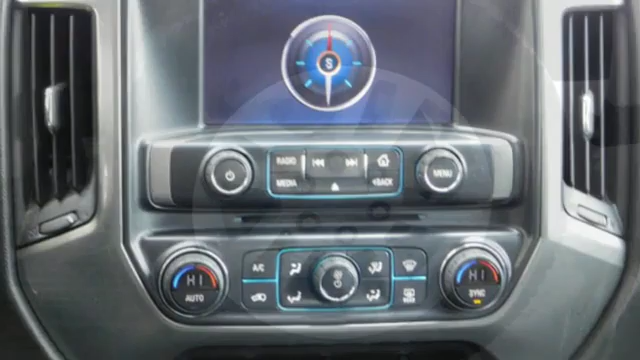 S
RADIO
MEDIA
BACK
MENU
HI
AUTO
A/C
HI
SYNC